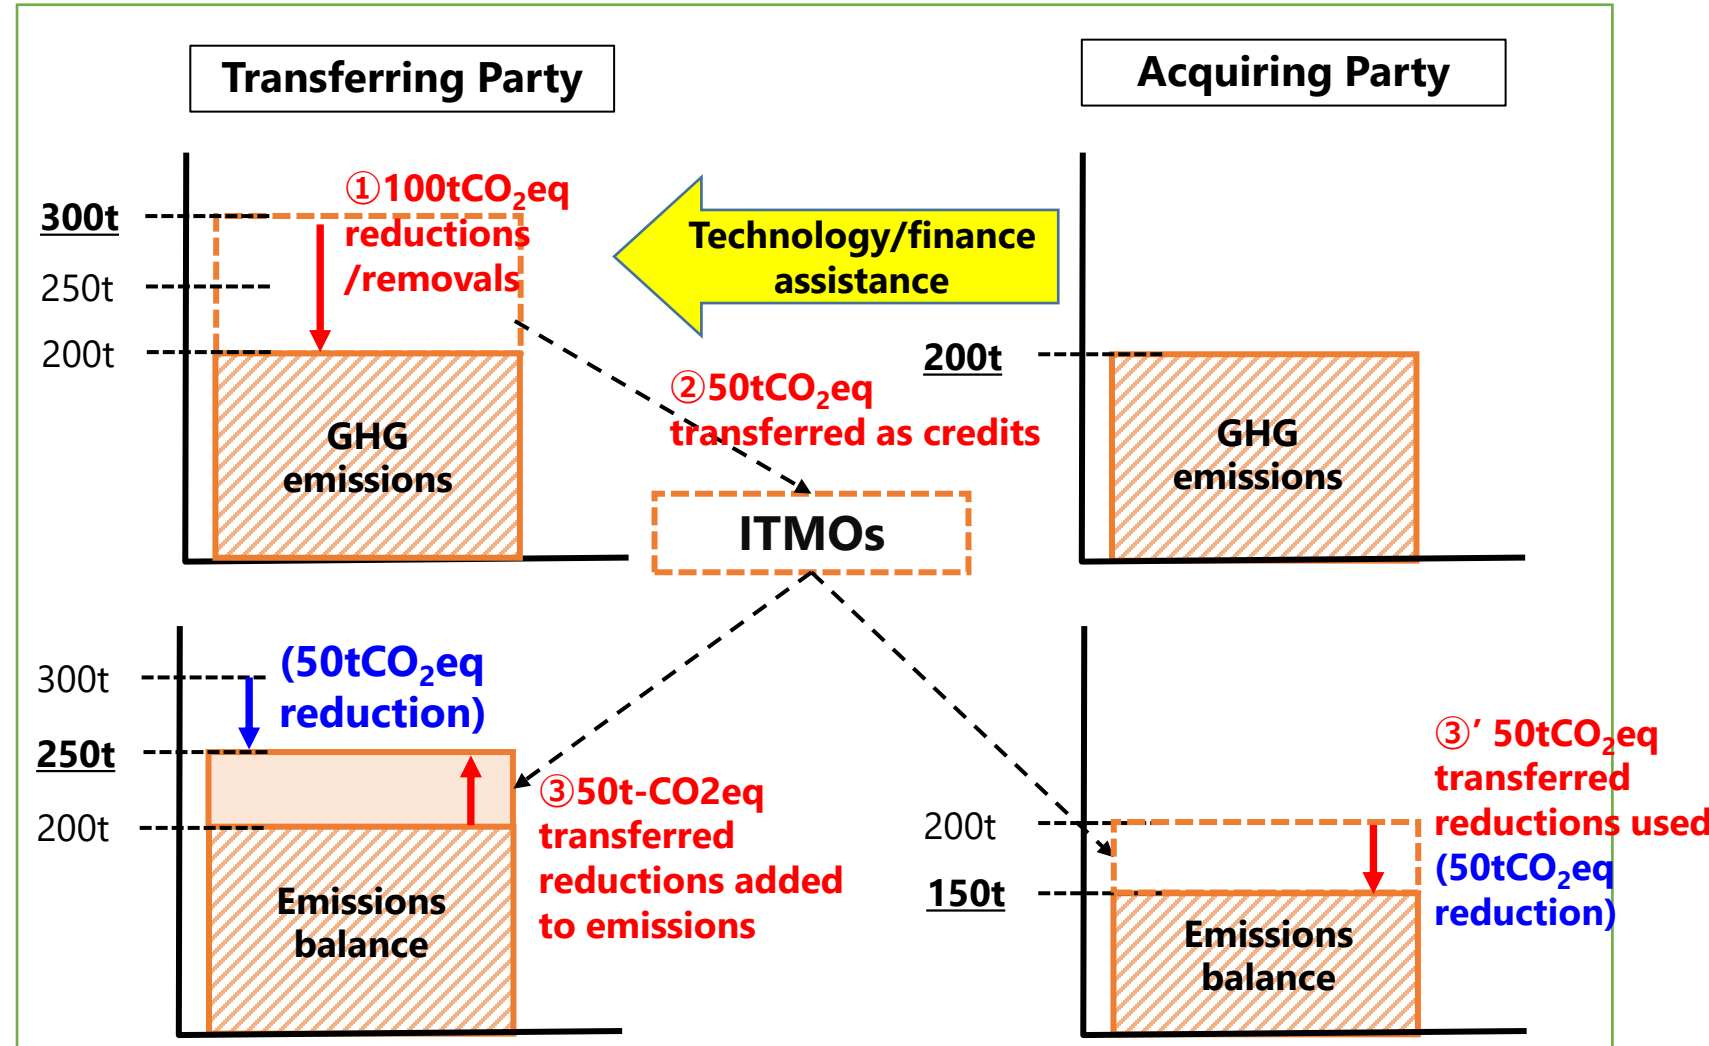 Transferring Party
Acquiring Party
①100tCO₂eq
reductions
/removals
300t
250t
200t
Technology/finance
assistance
200t
②50tCO₂eq
transferred as credits
GHG
emissions
GHG
emissions
ITMOs
300t
(50tCO₂eq
reduction)
250t
200t
③50t-CO2eq
transferred
reductions added
to emissions
Emissions
balance
③’ 50tCO₂eq
transferred
reductions used
(50tCO₂eq
reduction)
200t
150t
Emissions
balance